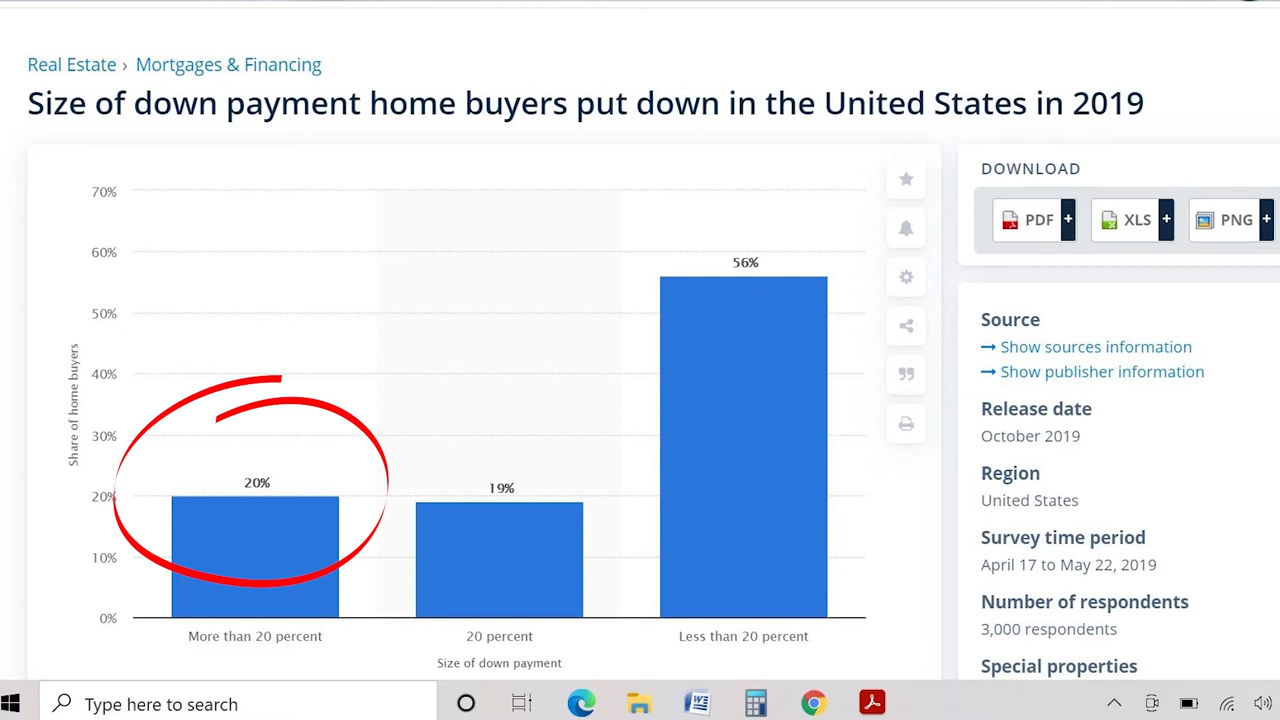 Real Estate › Mortgages & Financing
Size of down payment home buyers put down in the United States in 2019
70%
60%
50%
40%
30%
20%
10%
0%
Share of home buyers
20%
19%
56%
More than 20 percent
20 percent
Less than 20 percent
Size of down payment
DOWNLOAD
PDF +
XLS +
PNG +
Source
→ Show sources information
→ Show publisher information
Release date
October 2019
Region
United States
Survey time period
April 17 to May 22, 2019
Number of respondents
3,000 respondents
Special properties
Type here to search